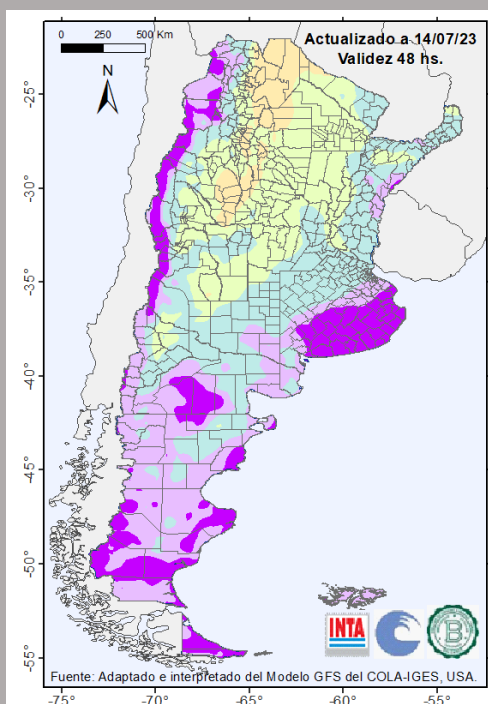 0 250 500 Km
N
Actualizado a 14/07/23
Validez 48 hs.
-25°
-30°
-35°
-40°
-45°
-50°
-55°
INTA
B
Fuente: Adaptado e interpretado del Modelo GFS del COLA-IGES, USA.
-75° -70° -65° -60° -55°